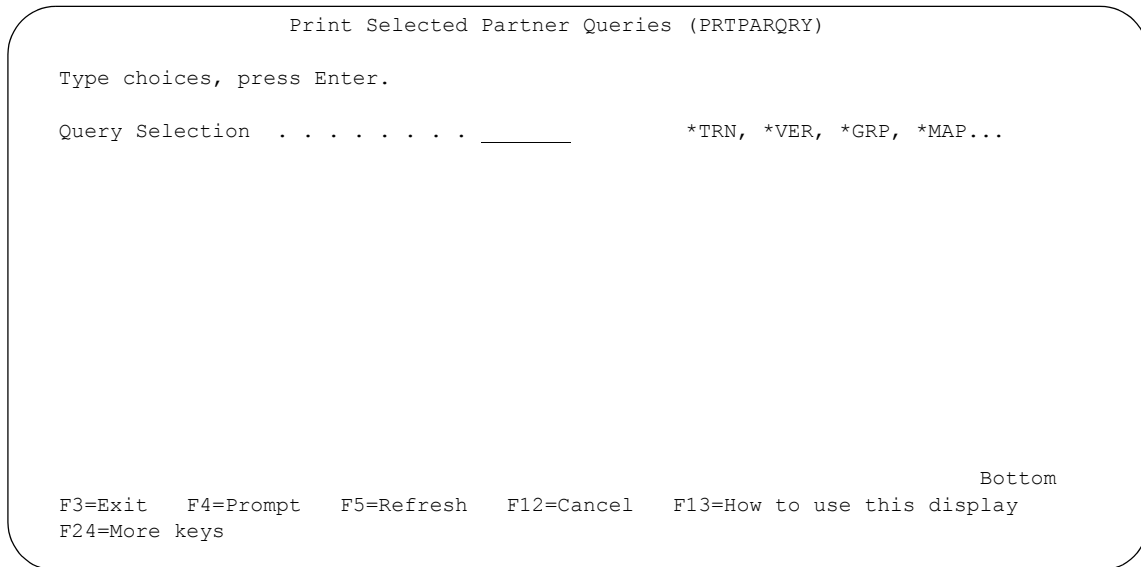 Print Selected Partner Queries (PRTPARQRY)
Type choices, press Enter.
Query Selection . . . . . . . . _______ *TRN, *VER, *GRP, *MAP...
Bottom
F3=Exit F4=Prompt F5=Refresh F12=Cancel F13=How to use this display
F24=More keys